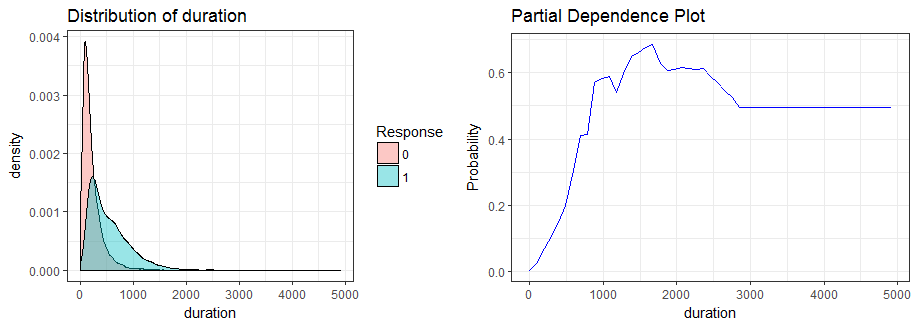 Distribution of duration
0.004
0.003
0.002
0.001
0.000
density
0 1000 2000 3000 4000 5000
duration
Response
0
1
Partial Dependence Plot
0.6
0.4
0.2
0.0
Probability
0 1000 2000 3000 4000 5000
duration